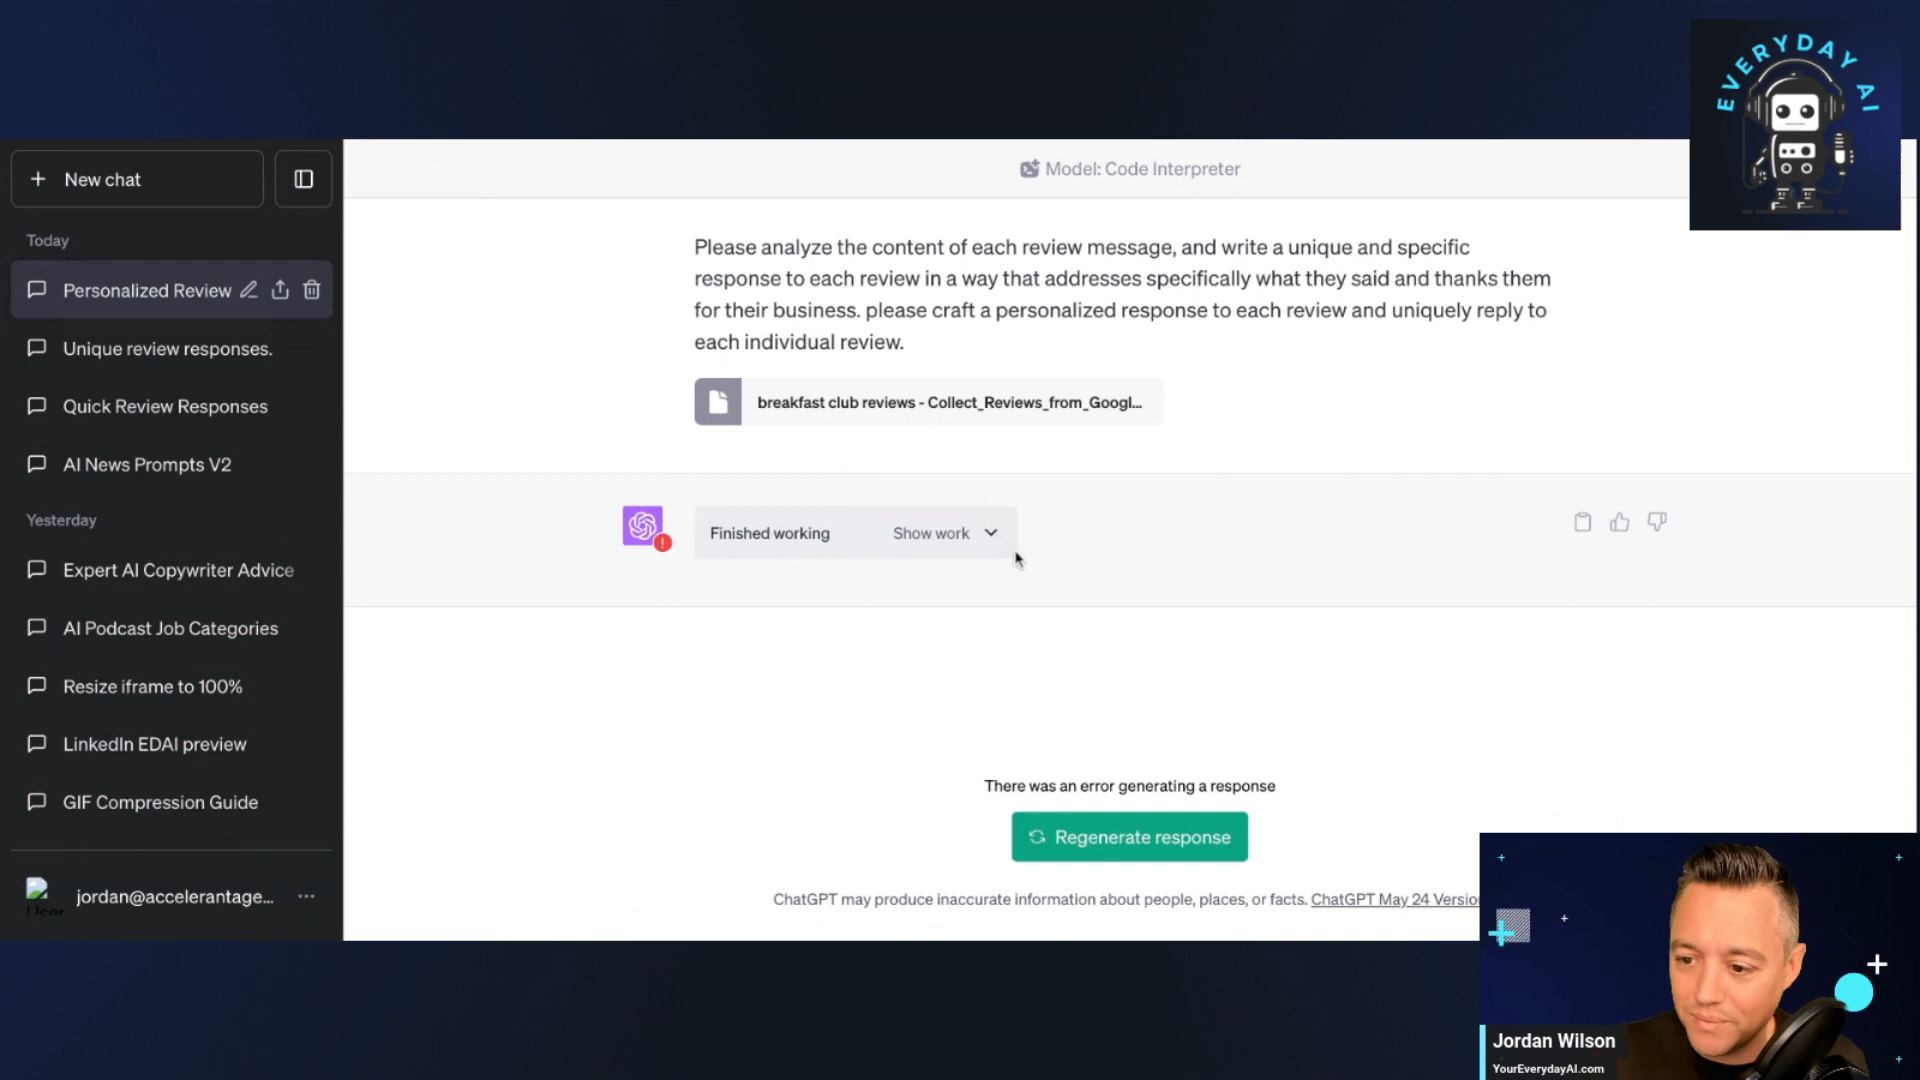 EVERYDAY AI
New chat
Today
Personalized Review
Unique review responses.
Quick Review Responses
AI News Prompts V2
Yesterday
Expert AI Copywriter Advice
AI Podcast Job Categories
Resize iframe to 100%
LinkedIn EDAI preview
GIF Compression Guide
jordan@accelerantage...
Model: Code Interpreter
Please analyze the content of each review message, and write a unique and specific
response to each review in a way that addresses specifically what they said and thanks them
for their business. please craft a personalized response to each review and uniquely reply to
each individual review.
breakfast club reviews - Collect_Reviews_from_Googl...
Finished working Show work
There was an error generating a response
Regenerate response
ChatGPT may produce inaccurate information about people, places, or facts. ChatGPT May 24 Versio
Jordan Wilson
YourEverydayAI.com